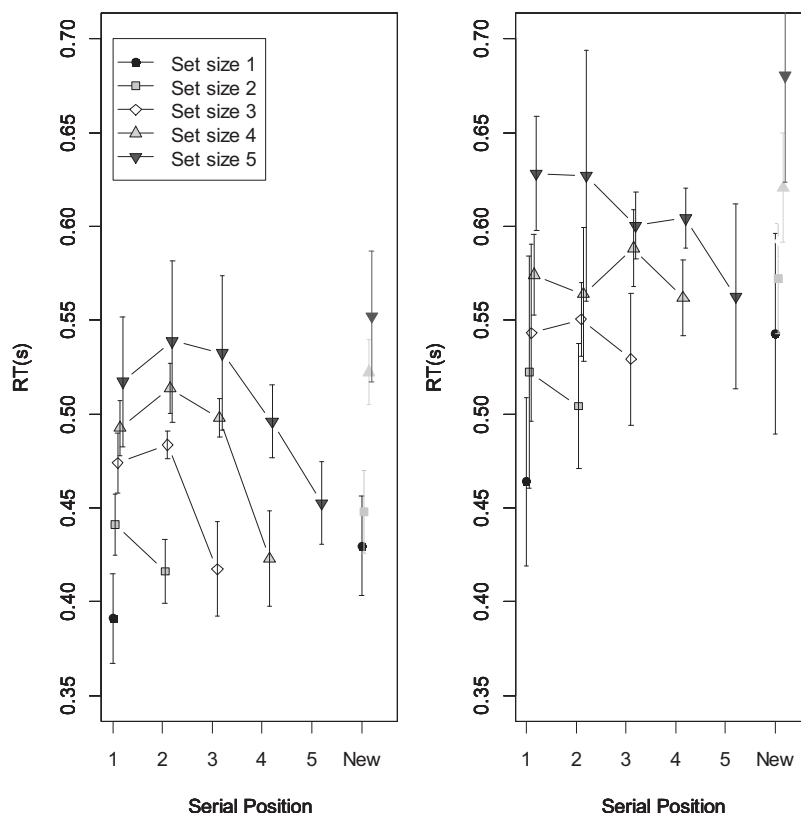 Set size 1
Set size 2
Set size 3
Set size 4
Set size 5
RT(s)
0.70
0.65
0.60
0.55
0.50
0.45
0.40
0.35
1 2 3 4 5 New
Serial Position
RT(s)
0.70
0.65
0.60
0.55
0.50
0.45
0.40
0.35
1 2 3 4 5 New
Serial Position